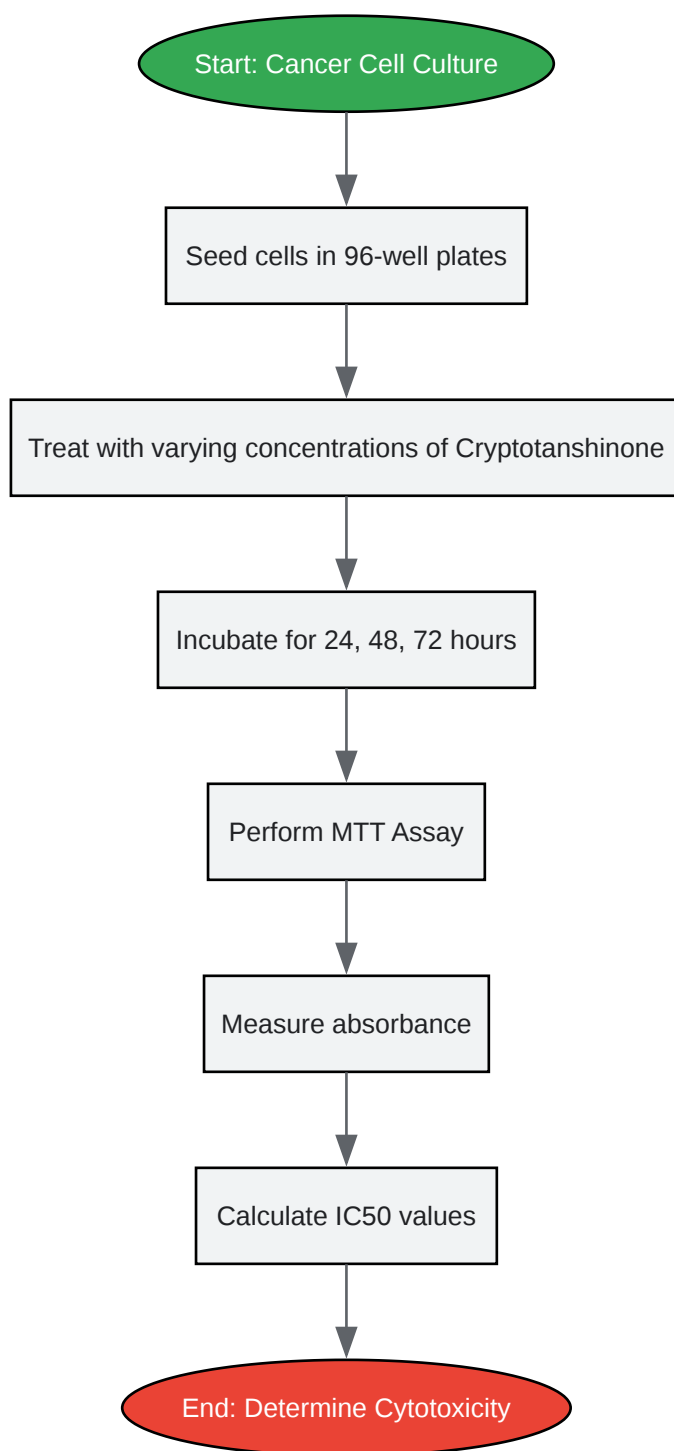 Start: Cancer Cell Culture
Seed cells in 96-well plates
Treat with varying concentrations of Cryptotanshinone
Incubate for 24, 48, 72 hours
Perform MTT Assay
Measure absorbance
Calculate IC50 values
End: Determine Cytotoxicity